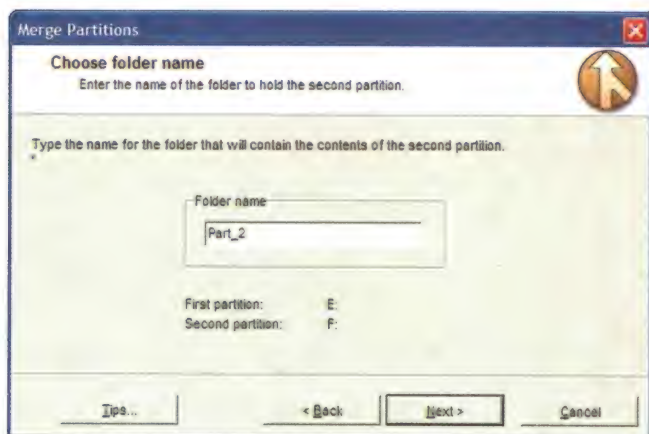 Merge Partitions
Choose folder name
Enter the name of the folder to hold the second partition.
Type the name for the folder that will contain the contents of the second partition.
Folder name
Part_2
First partition: E:
Second partition: F:
Tips...
< Back
Next >
Cancel